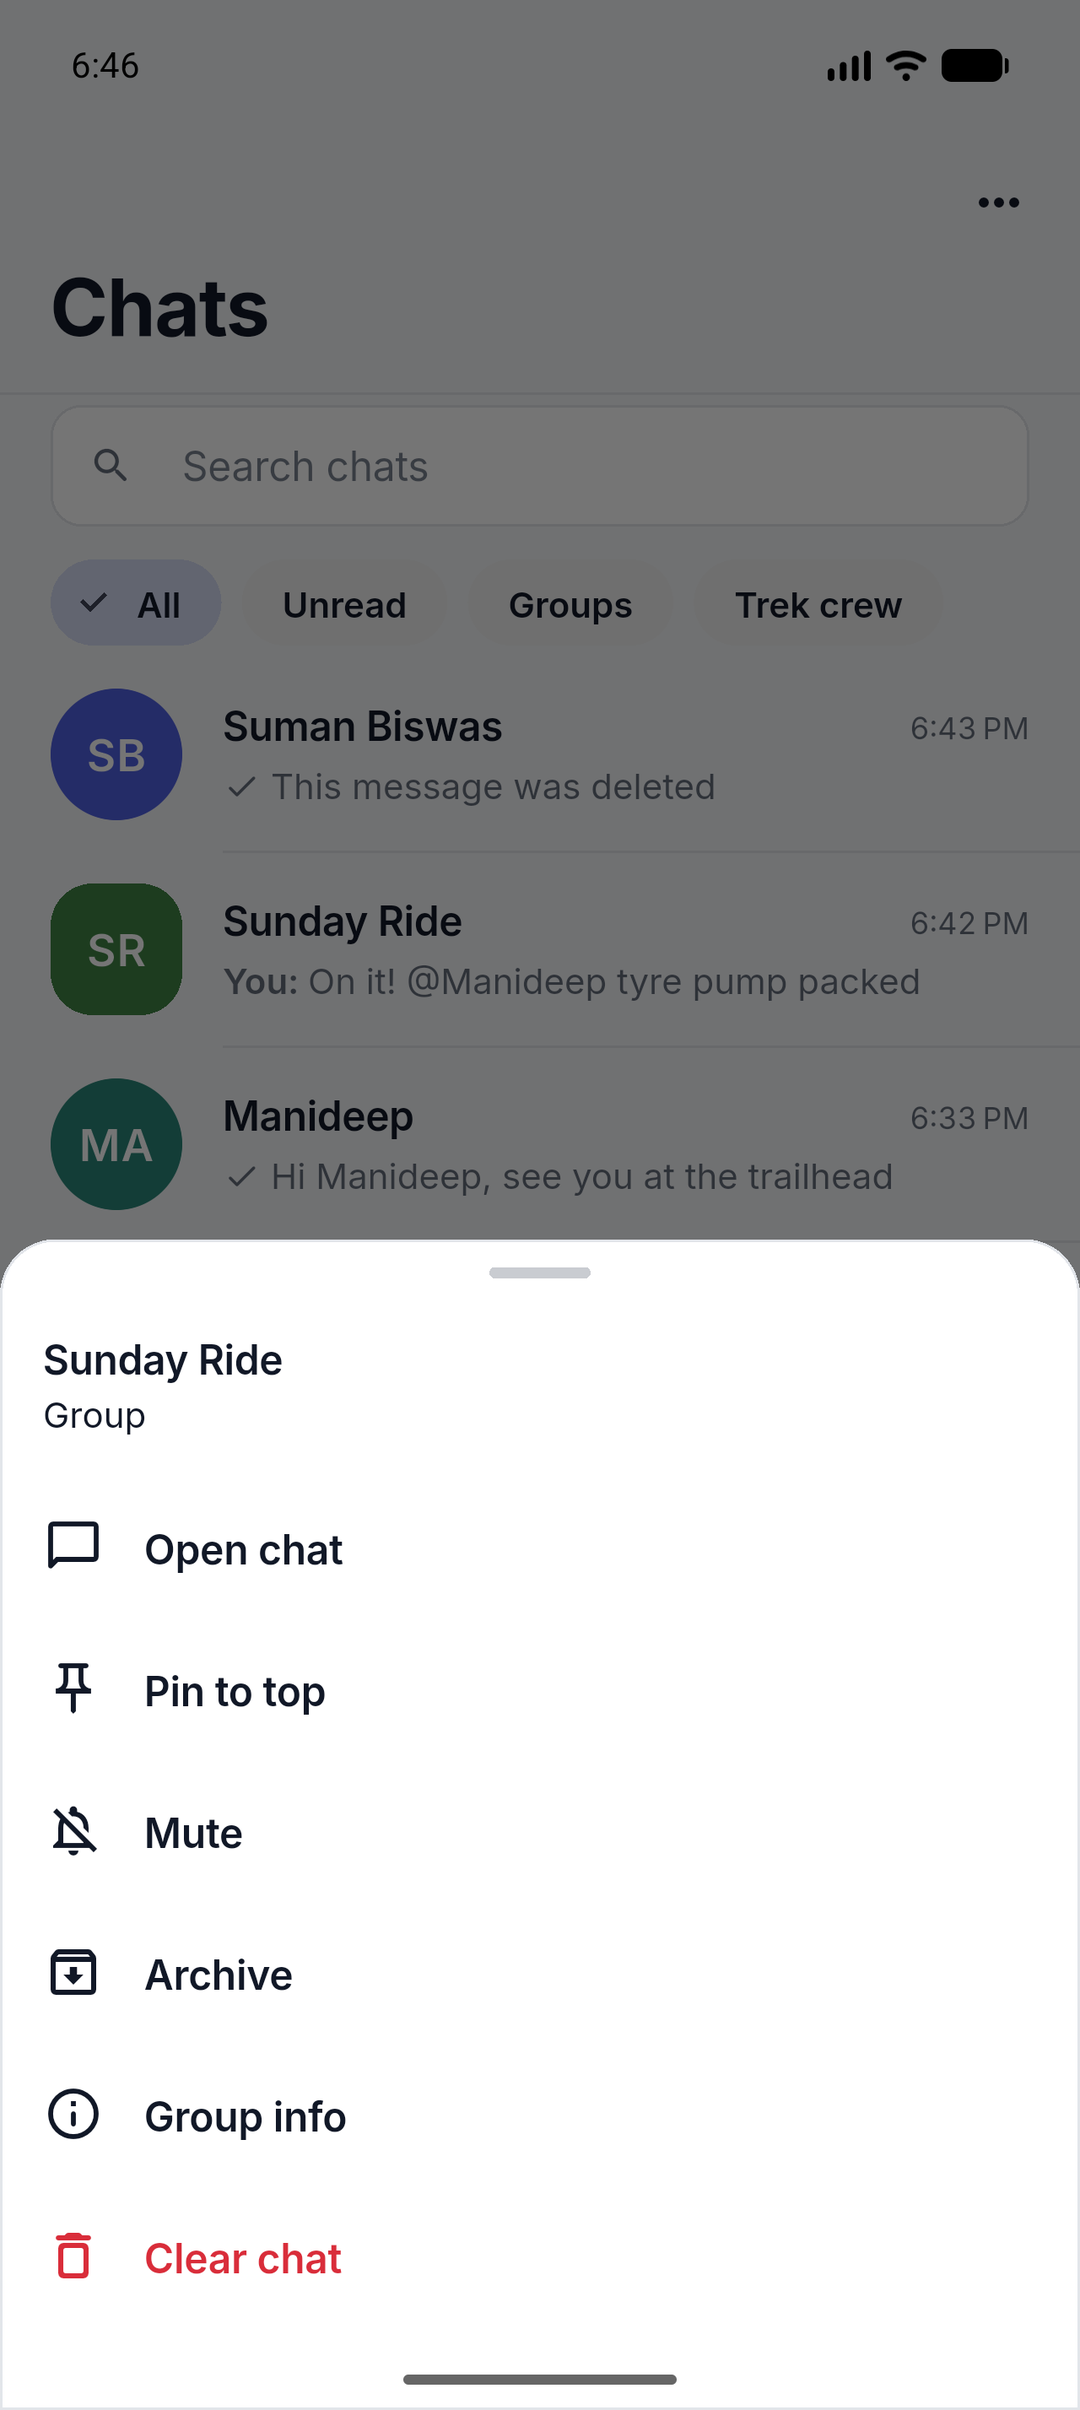 6:46
Chats
Search chats
All Unread Groups Trek crew
SB Suman Biswas 6:43 PM
This message was deleted
SR Sunday Ride 6:42 PM
You: On it! @Manideep tyre pump packed
MA Manideep 6:33 PM
Hi Manideep, see you at the trailhead
Sunday Ride
Group
Open chat
Pin to top
Mute
Archive
Group info
Clear chat